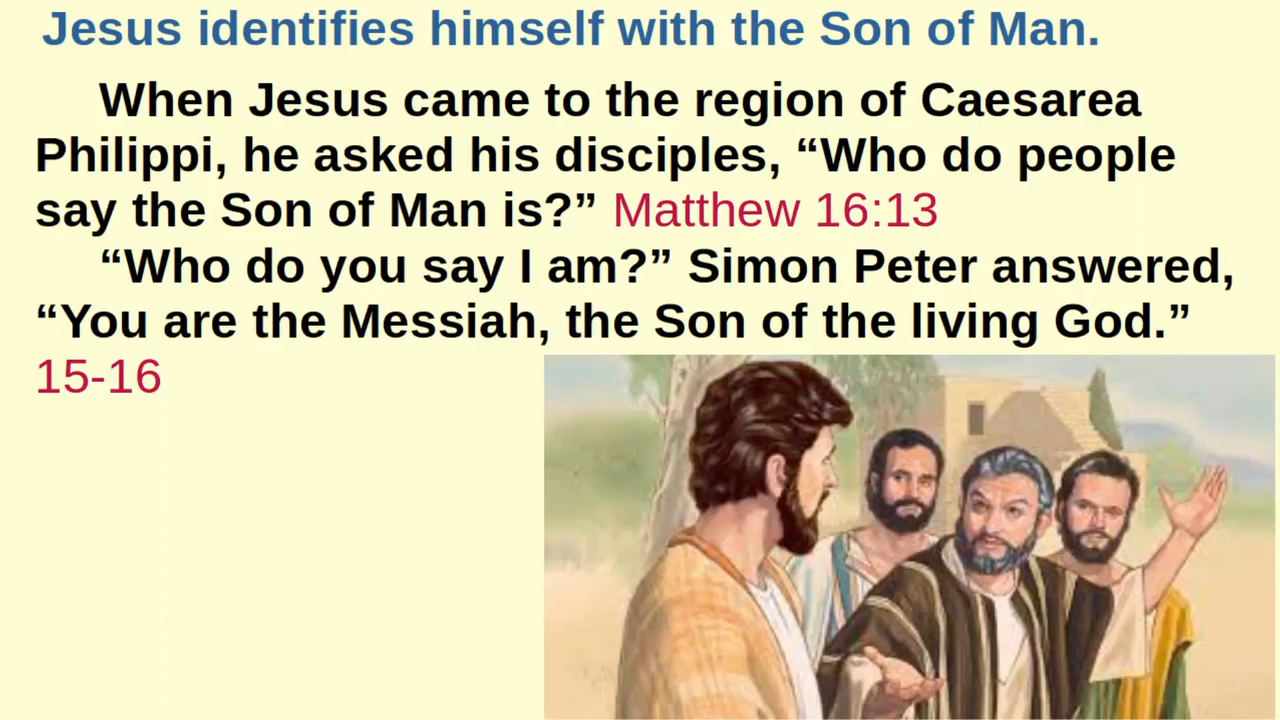 Jesus identifies himself with the Son of Man.
When Jesus came to the region of Caesarea
Philippi, he asked his disciples, “Who do people
say the Son of Man is?” Matthew 16:13
“Who do you say I am?” Simon Peter answered,
“You are the Messiah, the Son of the living God.”
15-16